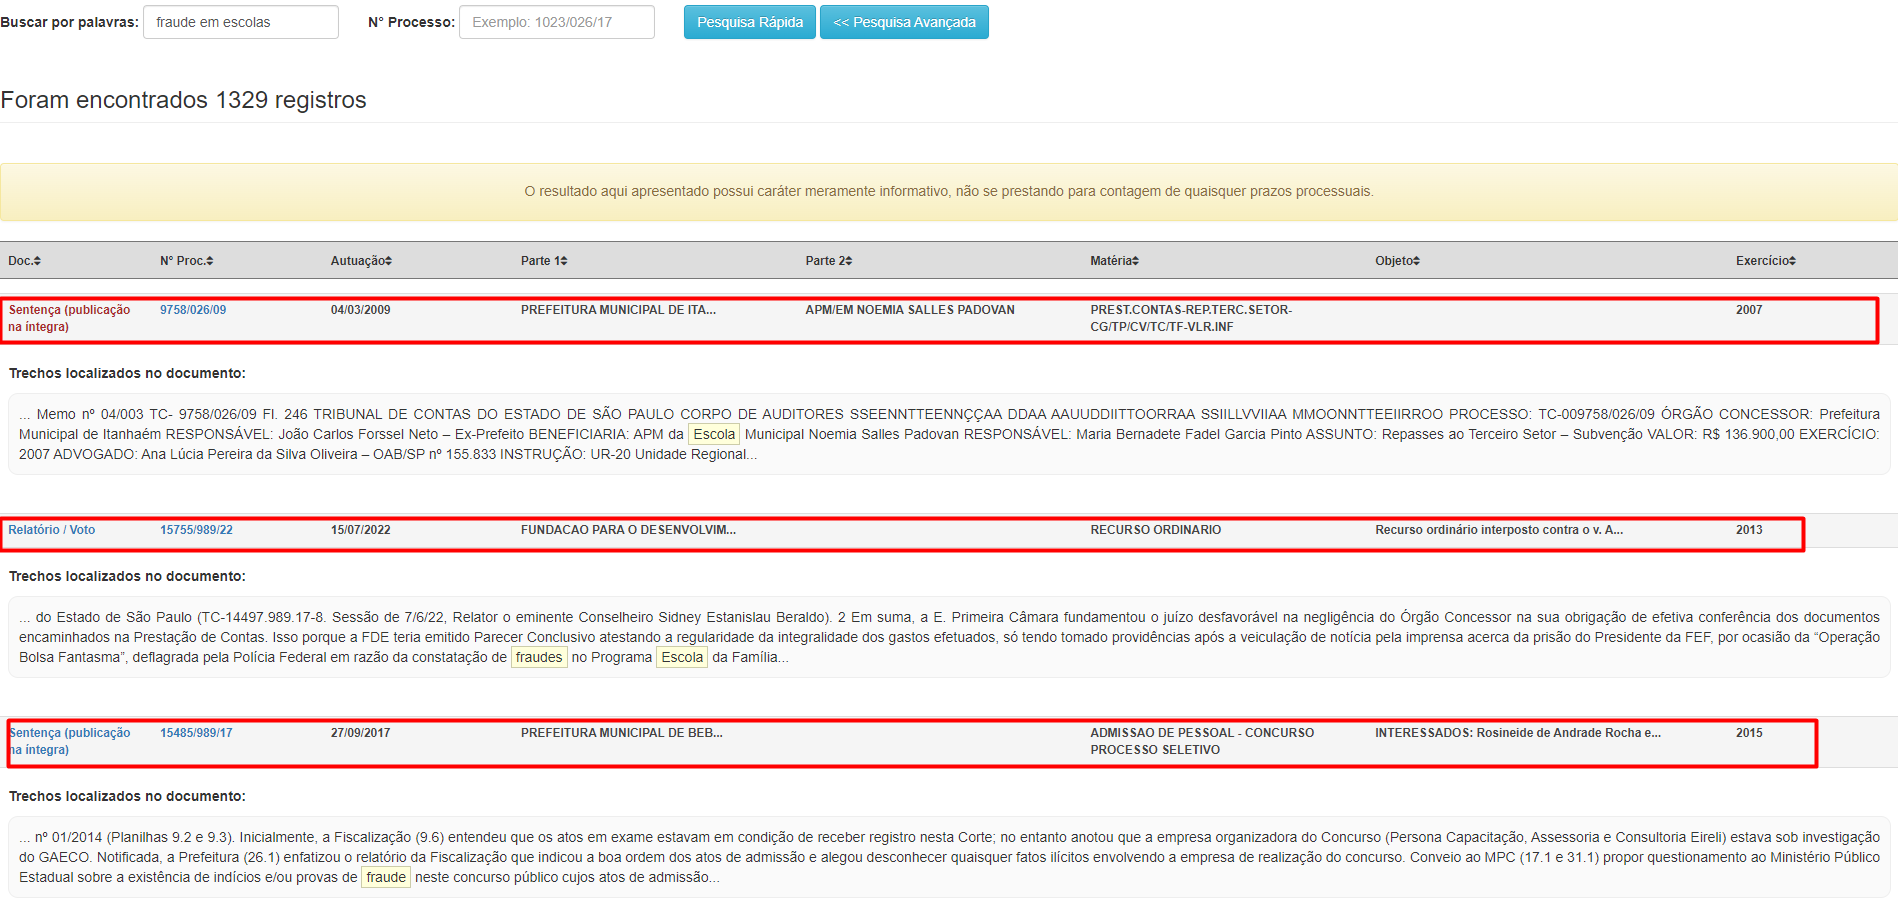 Buscar por palavras: fraude em escolas N° Processo: Exemplo: 1023/026/17 Pesquisa Rápida << Pesquisa Avançada
Foram encontrados 1329 registros
O resultado aqui apresentado possui caráter meramente informativo, não se prestando para contagem de quaisquer prazos processuais.
Doc. N° Proc. Autuação Parte 1 Parte 2 Matéria Objeto Exercício
Sentença (publicação 9758/026/09 04/03/2009 PREFEITURA MUNICIPAL DE ITA... APM/EM NOEMIA SALLES PADOVAN PREST.CONTAS-REP.TERC.SETOR- 2007
na íntegra) CG/TP/CV/TC/TF-VLR.INF
Trechos localizados no documento:
... Memo nº 04/003 TC- 9758/026/09 Fl. 246 TRIBUNAL DE CONTAS DO ESTADO DE SÃO PAULO CORPO DE AUDITORES SSEENNTTEENNÇÇAA DDAA AAUUDDIITTOORRAA SSIILLVVIIAA MMOONNTTEEIIRROO PROCESSO: TC-009758/026/09 ÓRGÃO CONCESSOR: Prefeitura
Municipal de Itanhaém RESPONSÁVEL: João Carlos Forssel Neto – Ex-Prefeito BENEFICIARIA: APM da Escola Municipal Noemia Salles Padovan RESPONSÁVEL: Maria Bernadete Fadel Garcia Pinto ASSUNTO: Repasses ao Terceiro Setor – Subvenção VALOR: R$ 136.900,00 EXERCÍCIO:
2007 ADVOGADO: Ana Lúcia Pereira da Silva Oliveira – OAB/SP nº 155.833 INSTRUÇÃO: UR-20 Unidade Regional...
Relatório / Voto 15755/989/22 15/07/2022 FUNDACAO PARA O DESENVOLVIM... RECURSO ORDINARIO Recurso ordinário interposto contra o v. A... 2013
Trechos localizados no documento:
... do Estado de São Paulo (TC-14497.989.17-8. Sessão de 7/6/22, Relator o eminente Conselheiro Sidney Estanislau Beraldo). 2 Em suma, a E. Primeira Câmara fundamentou o juízo desfavorável na negligência do Órgão Concessor na sua obrigação de efetiva conferência dos documentos
encaminhados na Prestação de Contas. Isso porque a FDE teria emitido Parecer Conclusivo atestando a regularidade da integralidade dos gastos efetuados, só tendo tomado providências após a veiculação de notícia pela imprensa acerca da prisão do Presidente da FEF, por ocasião da “Operação
Bolsa Fantasma”, deflagrada pela Polícia Federal em razão da constatação de fraudes no Programa Escola da Família...
Sentença (publicação 15485/989/17 27/09/2017 PREFEITURA MUNICIPAL DE BEB... ADMISSAO DE PESSOAL - CONCURSO INTERESSADOS: Rosineide de Andrade Rocha e... 2015
na íntegra) PROCESSO SELETIVO
Trechos localizados no documento:
... nº 01/2014 (Planilhas 9.2 e 9.3). Inicialmente, a Fiscalização (9.6) entendeu que os atos em exame estavam em condição de receber registro nesta Corte; no entanto anotou que a empresa organizadora do Concurso (Persona Capacitação, Assessoria e Consultoria Eireli) estava sob investigação
do GAECO. Notificada, a Prefeitura (26.1) enfatizou o relatório da Fiscalização que indicou a boa ordem dos atos de admissão e alegou desconhecer quaisquer fatos ilícitos envolvendo a empresa de realização do concurso. Conveio ao MPC (17.1 e 31.1) propor questionamento ao Ministério Público
Estadual sobre a existência de indícios e/ou provas de fraude neste concurso público cujos atos de admissão...